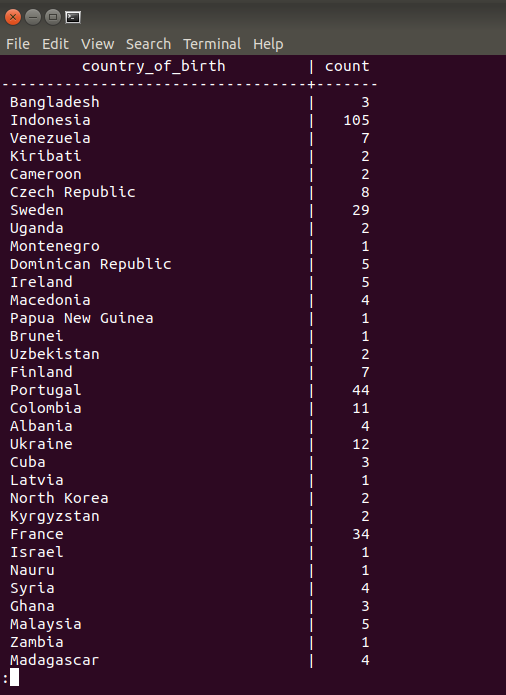 File Edit View Search Terminal Help
country_of_birth | count
----------------------------------+-------
Bangladesh | 3
Indonesia | 105
Venezuela | 7
Kiribati | 2
Cameroon | 2
Czech Republic | 8
Sweden | 29
Uganda | 2
Montenegro | 1
Dominican Republic | 5
Ireland | 5
Macedonia | 4
Papua New Guinea | 1
Brunei | 1
Uzbekistan | 2
Finland | 7
Portugal | 44
Colombia | 11
Albania | 4
Ukraine | 12
Cuba | 3
Latvia | 1
North Korea | 2
Kyrgyzstan | 2
France | 34
Israel | 1
Nauru | 1
Syria | 4
Ghana | 3
Malaysia | 5
Zambia | 1
Madagascar | 4
: